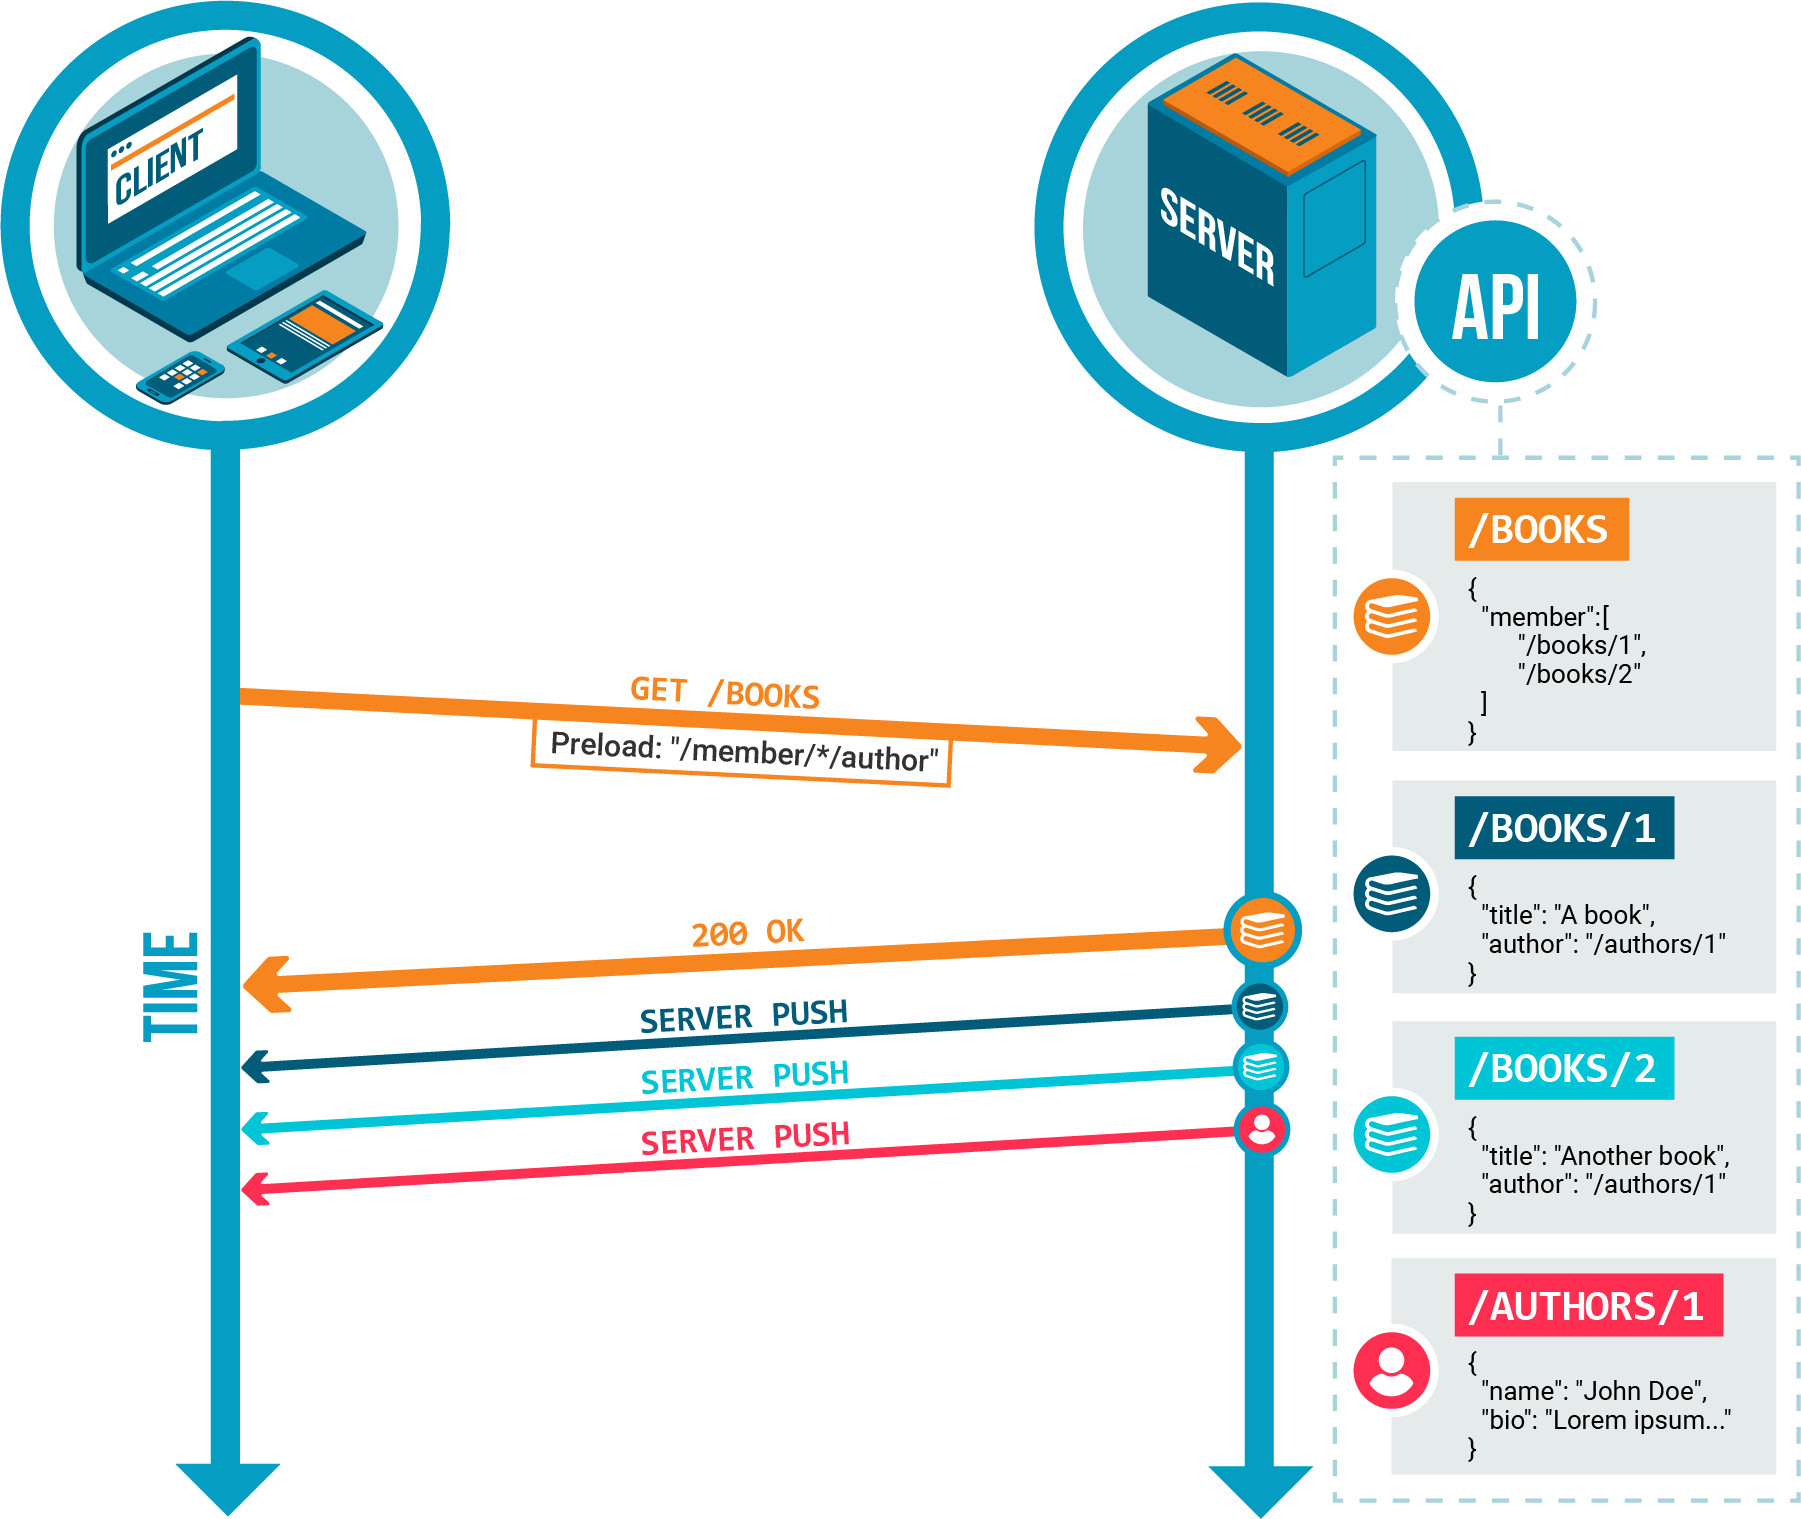 CLIENT
SERVER
API
GET /BOOKS
Preload: "/member/*/author"
TIME
200 OK
SERVER PUSH
SERVER PUSH
SERVER PUSH
/BOOKS
{
"member":[
"/books/1",
"/books/2"
]
}
/BOOKS/1
{
"title": "A book",
"author": "/authors/1"
}
/BOOKS/2
{
"title": "Another book",
"author": "/authors/1"
}
/AUTHORS/1
{
"name": "John Doe",
"bio": "Lorem ipsum..."
}